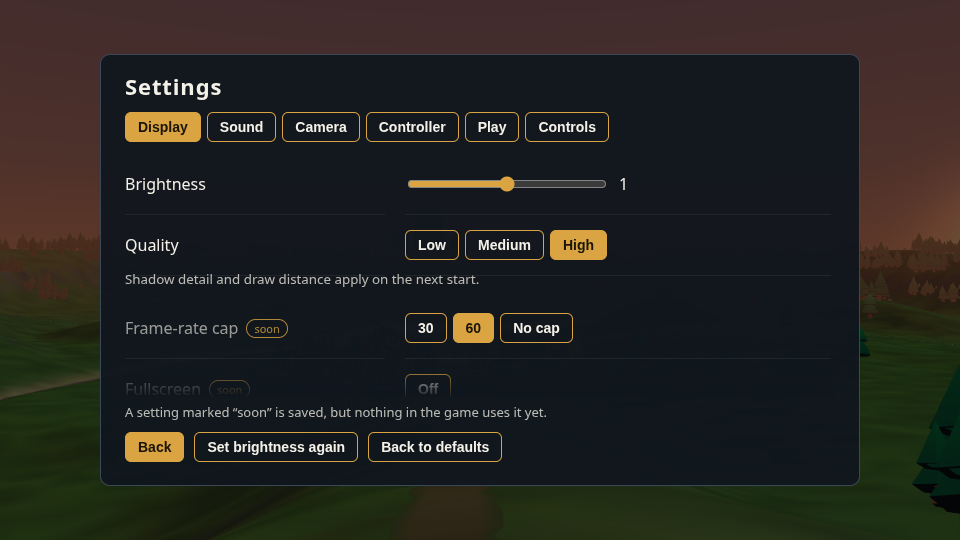 Settings
Display Sound Camera Controller Play Controls
Brightness 1
Quality Low Medium High
Shadow detail and draw distance apply on the next start.
Frame-rate cap soon 30 60 No cap
Fullscreen soon Off
A setting marked “soon” is saved, but nothing in the game uses it yet.
Back Set brightness again Back to defaults